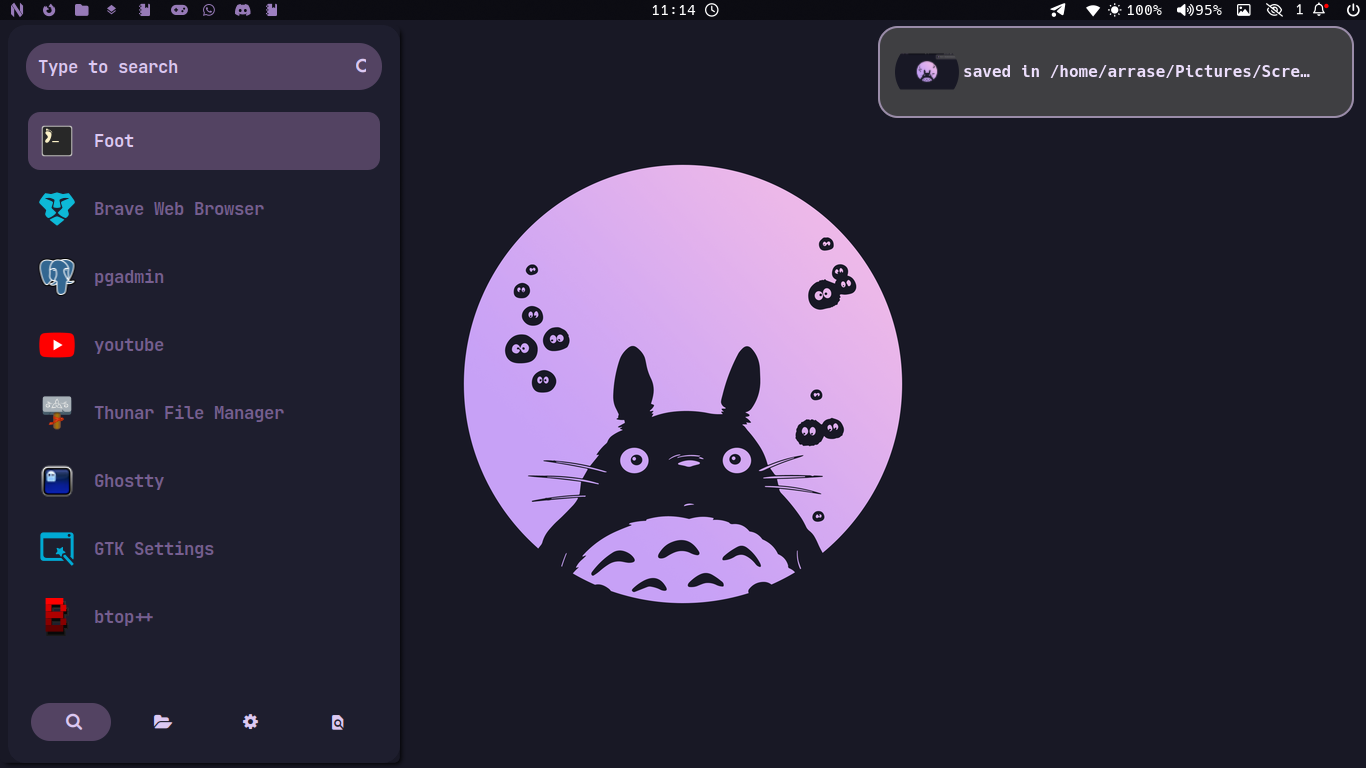 11:14
100%
95%
1
Type to search
saved in /home/arrase/Pictures/Scre…
Foot
Brave Web Browser
pgadmin
youtube
Thunar File Manager
Ghostty
GTK Settings
btop++